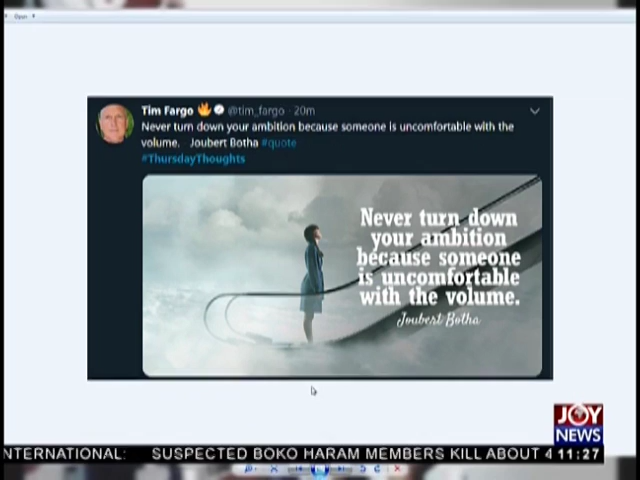 Open
Tim Fargo @tim_fargo · 20m
Never turn down your ambition because someone is uncomfortable with the
volume. Joubert Botha #quote
#ThursdayThoughts
Never turn down
your ambition
because someone
is uncomfortable
with the volume.
Joubert Botha
JOY
NEWS
NTERNATIONAL: SUSPECTED BOKO HARAM MEMBERS KILL ABOUT 4 11:27